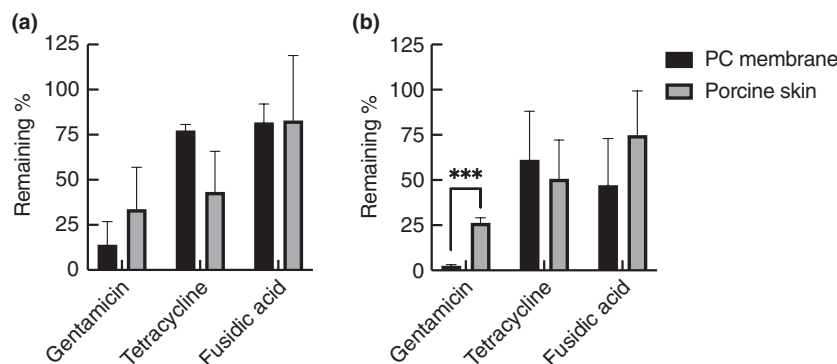 (a)
Remaining %
125
100
75
50
25
0
Gentamicin
Tetracycline
Fusidic acid
(b)
Remaining %
125
100
75
50
25
0
***
Gentamicin
Tetracycline
Fusidic acid
PC membrane
Porcine skin